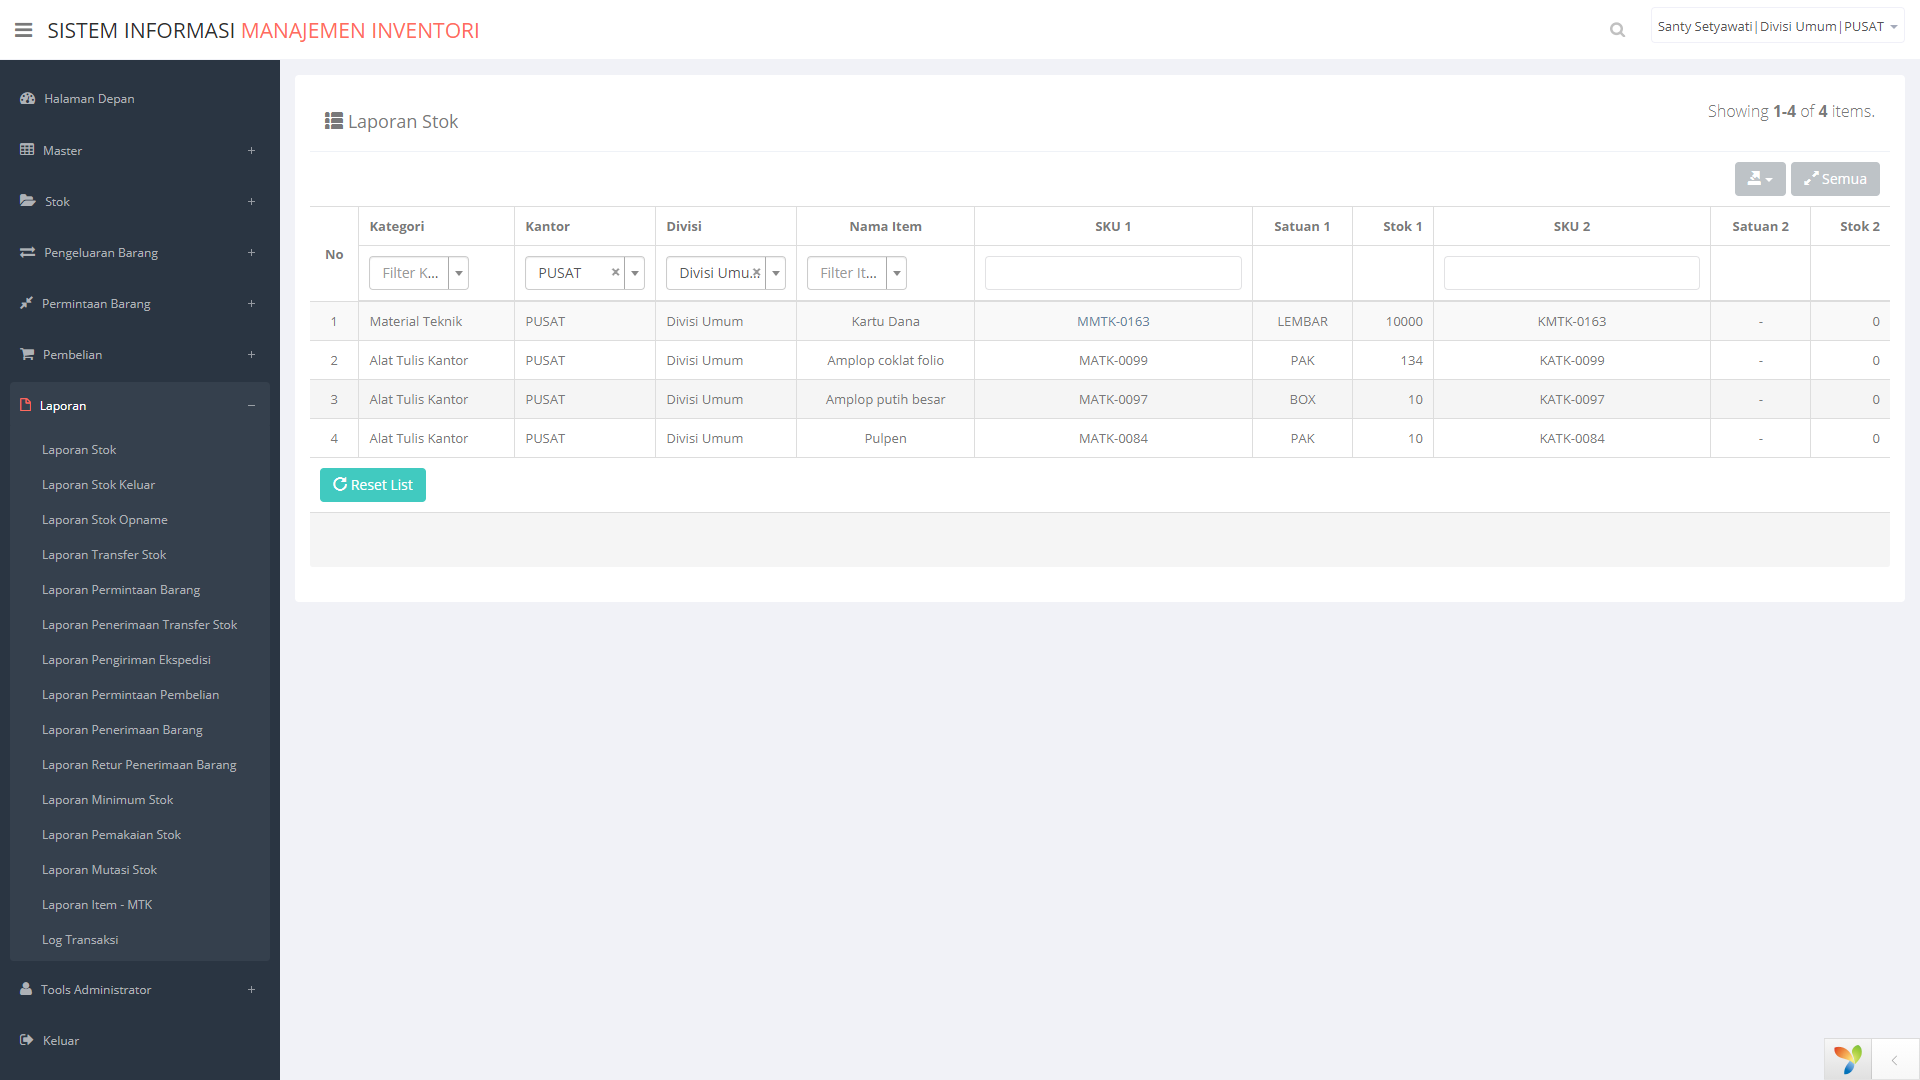 SISTEM INFORMASI MANAJEMEN INVENTORI
Santy Setyawati|Divisi Umum|PUSAT
Halaman Depan
Master +
Stok +
Pengeluaran Barang +
Permintaan Barang +
Pembelian +
Laporan −
Laporan Stok
Laporan Stok Keluar
Laporan Stok Opname
Laporan Transfer Stok
Laporan Permintaan Barang
Laporan Penerimaan Transfer Stok
Laporan Pengiriman Ekspedisi
Laporan Permintaan Pembelian
Laporan Penerimaan Barang
Laporan Retur Penerimaan Barang
Laporan Minimum Stok
Laporan Pemakaian Stok
Laporan Mutasi Stok
Laporan Item - MTK
Log Transaksi
Tools Administrator +
Keluar
Laporan Stok
Showing 1-4 of 4 items.
Semua
No Kategori Kantor Divisi Nama Item SKU 1 Satuan 1 Stok 1 SKU 2 Satuan 2 Stok 2
Filter K... PUSAT × Divisi Umu... × Filter It...
1 Material Teknik PUSAT Divisi Umum Kartu Dana MMTK-0163 LEMBAR 10000 KMTK-0163 - 0
2 Alat Tulis Kantor PUSAT Divisi Umum Amplop coklat folio MATK-0099 PAK 134 KATK-0099 - 0
3 Alat Tulis Kantor PUSAT Divisi Umum Amplop putih besar MATK-0097 BOX 10 KATK-0097 - 0
4 Alat Tulis Kantor PUSAT Divisi Umum Pulpen MATK-0084 PAK 10 KATK-0084 - 0
Reset List